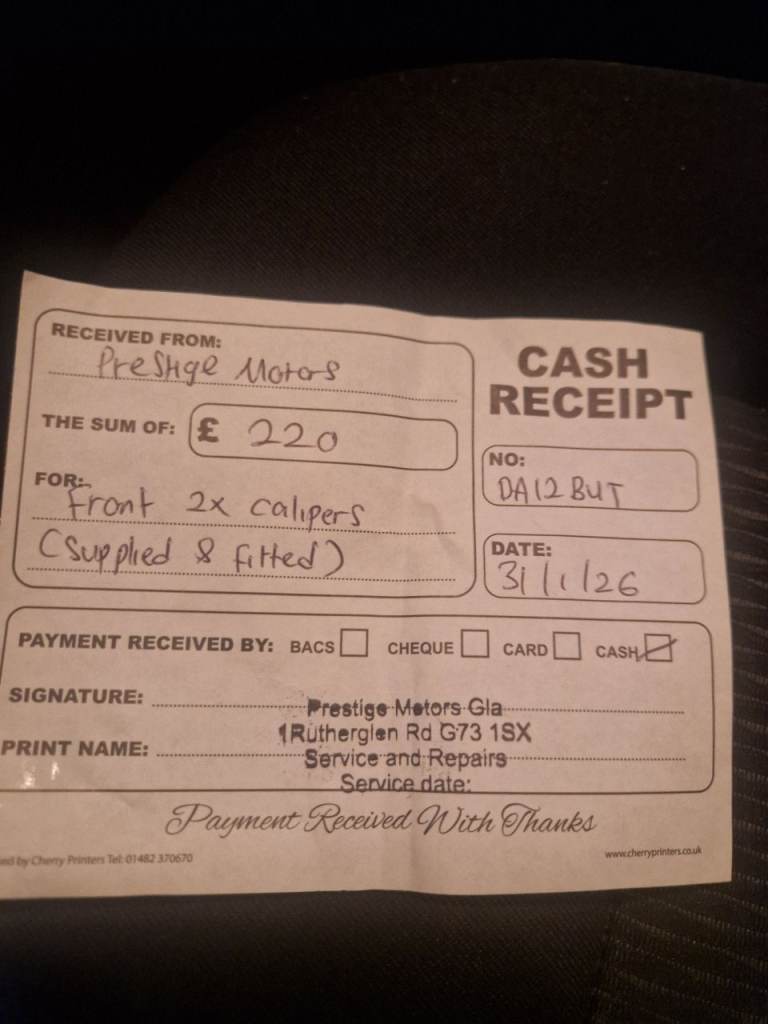 RECEIVED FROM:
Prestige Motors
THE SUM OF: £ 220
FOR:
Front 2x calipers
(Supplied & fitted)
CASH
RECEIPT
NO:
DA12 BUT
DATE:
31/1/26
PAYMENT RECEIVED BY: BACS CHEQUE CARD CASH
SIGNATURE:
Prestige Motors Gla
1Rutherglen Rd G73 1SX
PRINT NAME:
Service and Repairs
Service date:
Payment Received With Thanks
ed by Cherry Printers Tel: 01482 370670
www.cherryprinters.co.uk